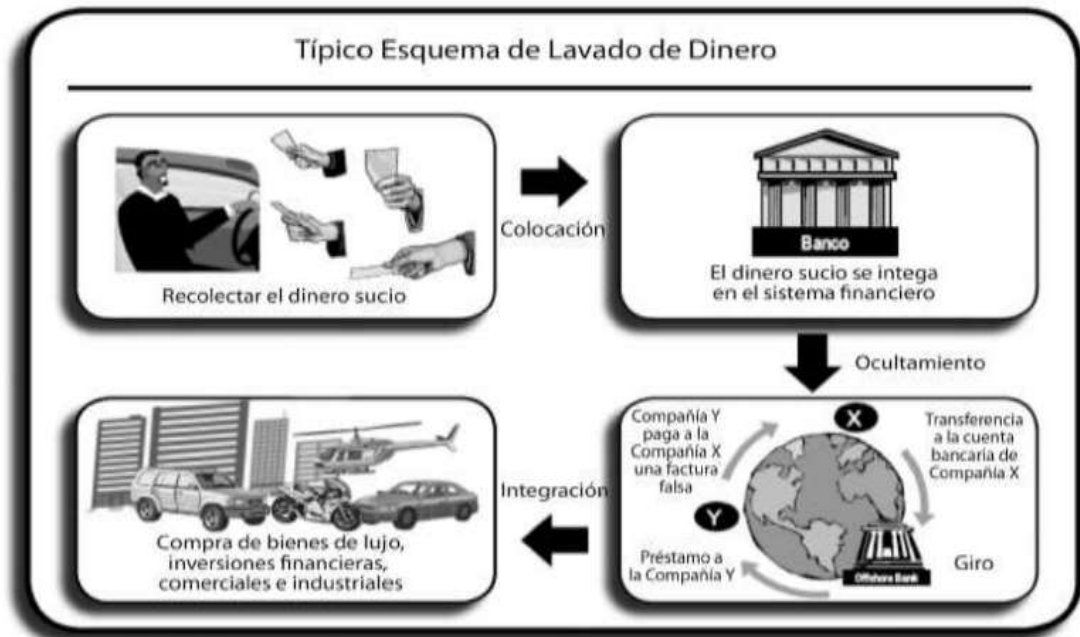 Típico Esquema de Lavado de Dinero
Recolectar el dinero sucio
Colocación
Banco
El dinero sucio se intega
en el sistema financiero
Ocultamiento
Compañía Y
paga a la
Compañía X
una factura
falsa
X
Transferencia
a la cuenta
bancaria de
Compañía X
Y
Préstamo a
la Compañía Y
Offshore Bank
Giro
Integración
Compra de bienes de lujo,
inversiones financieras,
comerciales e industriales